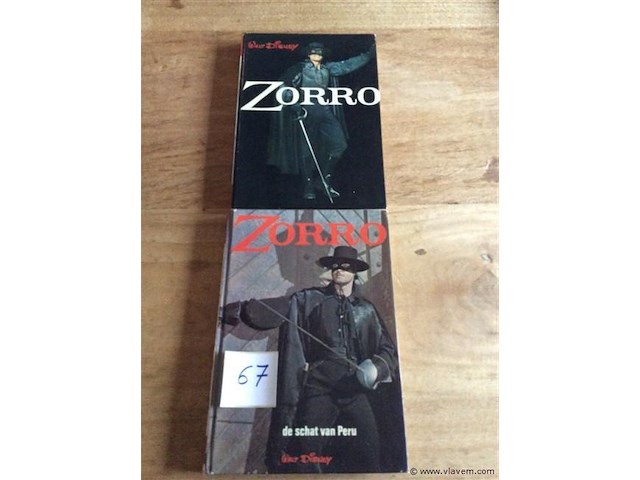 Walt Disney
ZORRO
ZORRO
67
de schat van Peru
Walt Disney
© www.vlavem.com